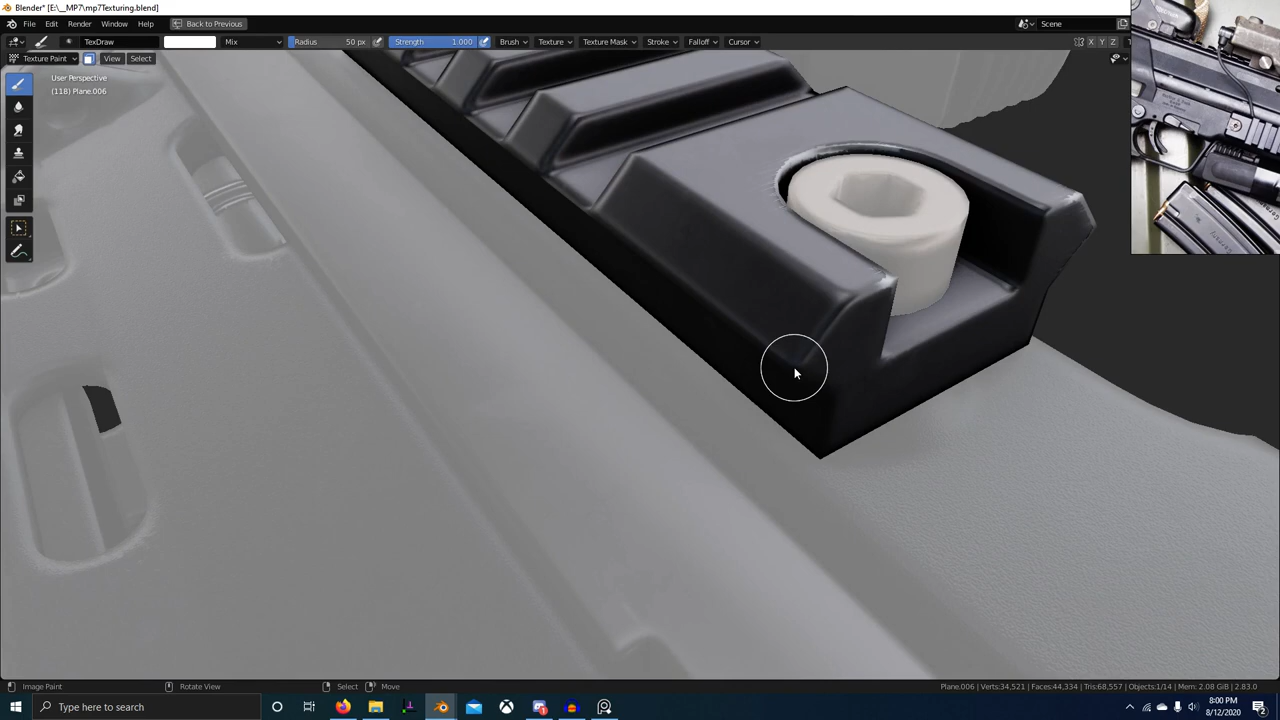 Blender* [E:\__MP7\mp7Texturing.blend]
File Edit Render Window Help Back to Previous Scene
TexDraw Mix Radius 50 px Strength 1.000 Brush Texture Texture Mask Stroke Falloff Cursor X Y Z
Texture Paint View Select
User Perspective
(118) Plane.006
Image Paint Rotate View Select Move Plane.006 | Verts:34,521 | Faces:44,334 | Tris:68,557 | Objects:1/14 | Mem: 2.08 GiB | 2.83.0
Type here to search
8:00 PM
8/12/2020